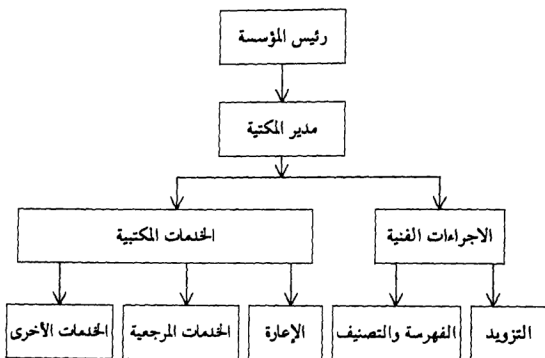 رئيس المؤسسة
مدير المكتبة
الاجراءات الفنية
الخدمات المكتبية
التزويد
الفهرسة والتصنيف
الإعارة
الخدمات المرجعية
الخدمات الأخرى